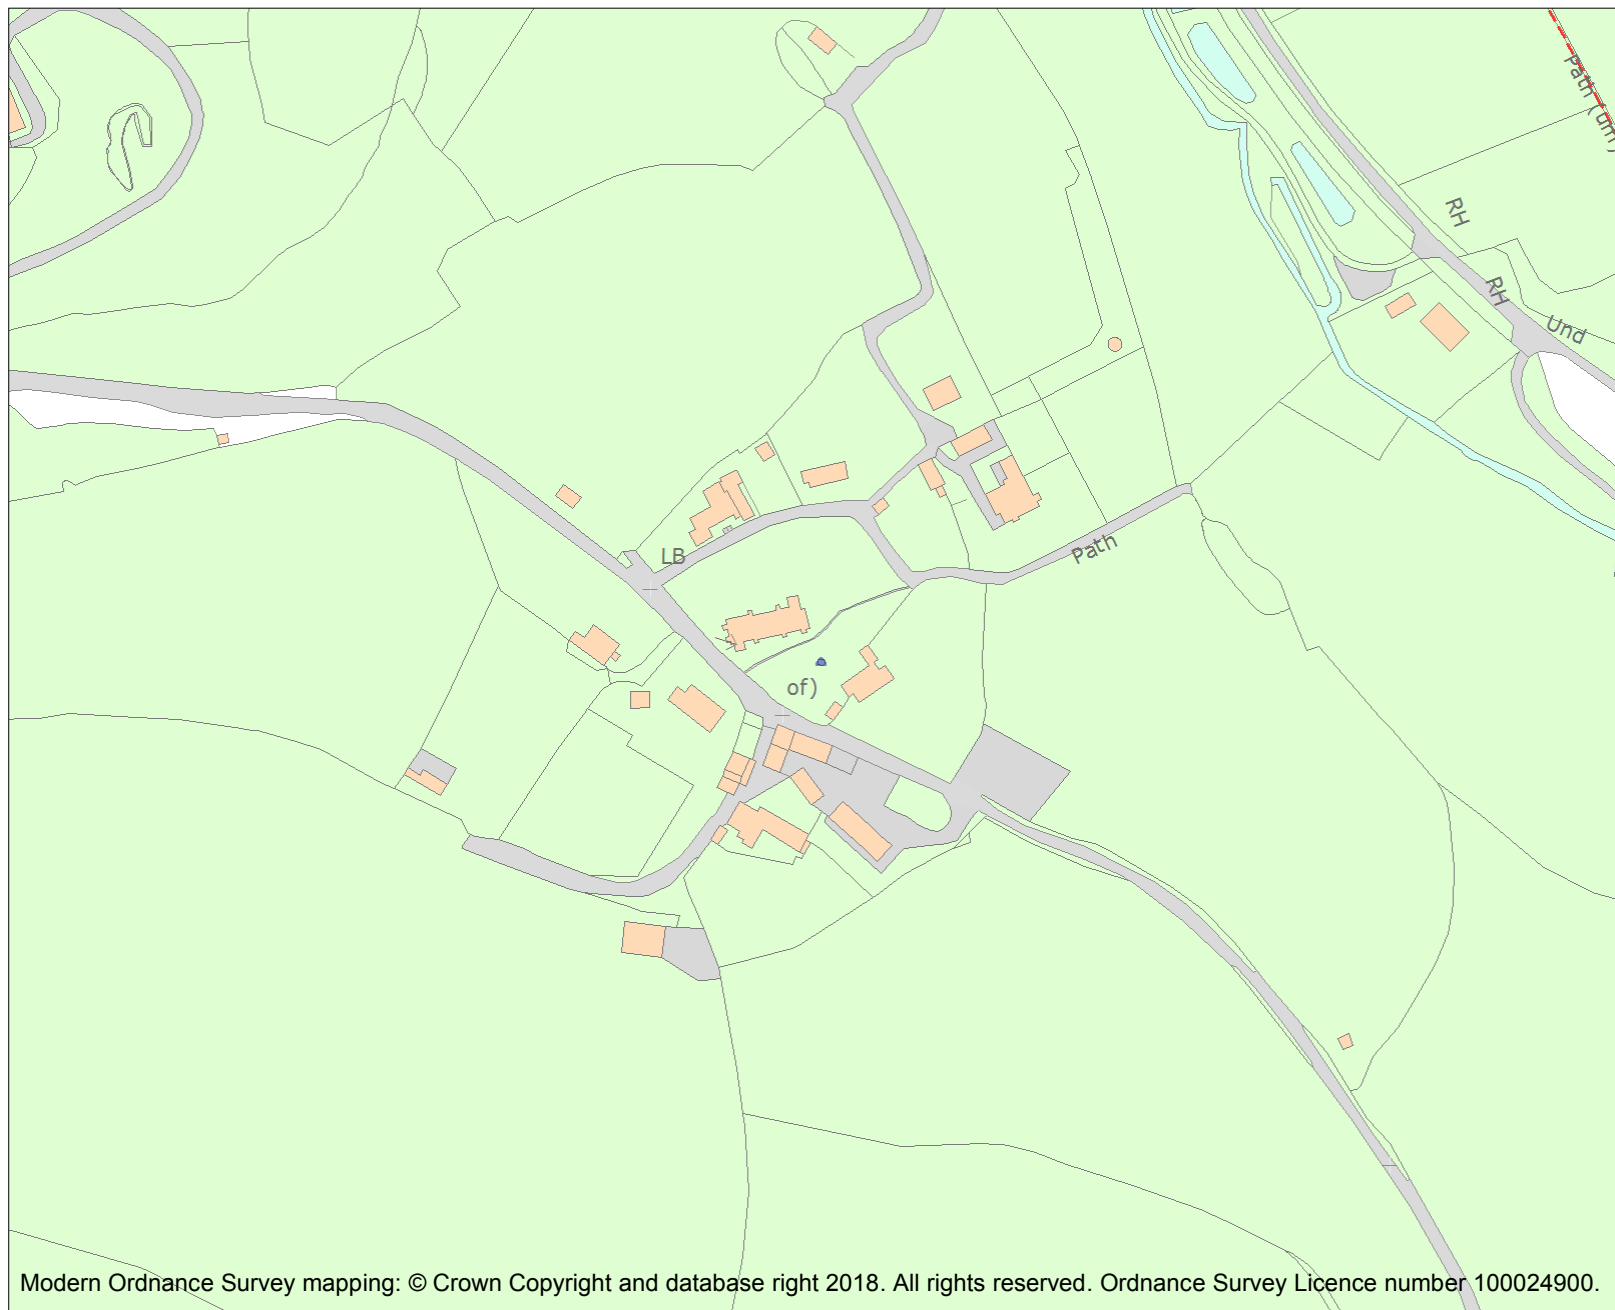 Path (um)
RH
RH
Und
LB
Path
of)
Modern Ordnance Survey mapping: © Crown Copyright and database right 2018. All rights reserved. Ordnance Survey Licence number 100024900.